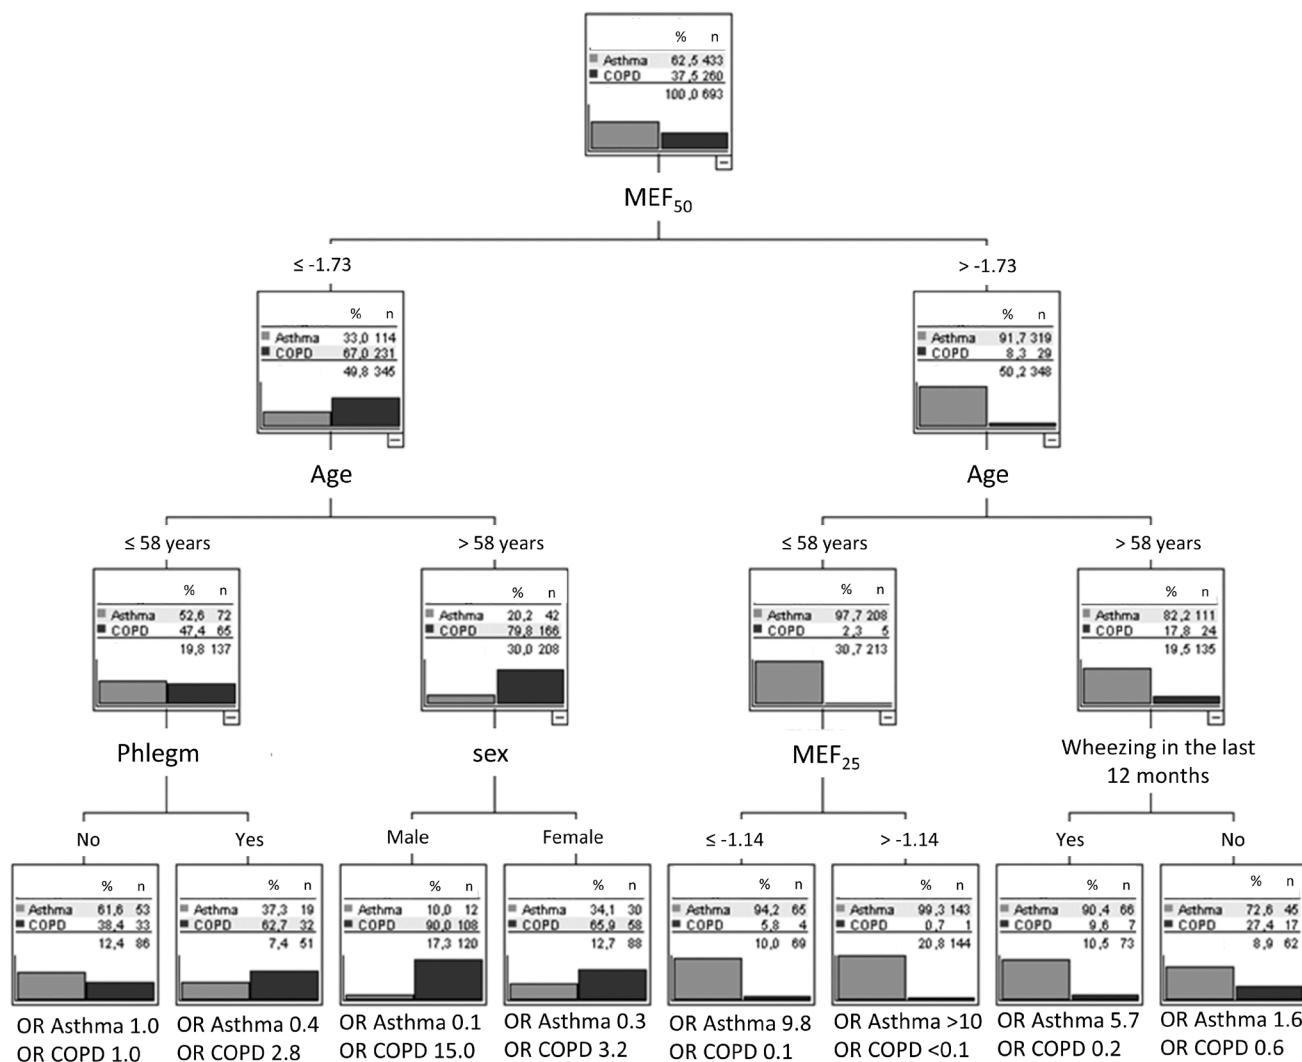 % n
Asthma 62,5 433
COPD 37,5 260
100,0 693
MEF50
≤ -1.73
> -1.73
% n
Asthma 33,0 114
COPD 67,0 231
49,8 345
% n
Asthma 91,7 319
COPD 8,3 29
50,2 348
Age
Age
≤ 58 years
> 58 years
≤ 58 years
> 58 years
% n
Asthma 52,6 72
COPD 47,4 65
19,8 137
% n
Asthma 20,2 42
COPD 79,8 166
30,0 208
% n
Asthma 97,7 208
COPD 2,3 5
30,7 213
% n
Asthma 82,2 111
COPD 17,8 24
19,5 135
Phlegm
sex
MEF25
Wheezing in the last
12 months
No
Yes
Male
Female
≤ -1.14
> -1.14
Yes
No
% n
Asthma 61,6 53
COPD 38,4 33
12,4 86
% n
Asthma 37,3 19
COPD 62,7 32
7,4 51
% n
Asthma 10,0 12
COPD 90,0 108
17,3 120
% n
Asthma 34,1 30
COPD 65,9 58
12,7 88
% n
Asthma 94,2 65
COPD 5,8 4
10,0 69
% n
Asthma 99,3 143
COPD 0,7 1
20,8 144
% n
Asthma 90,4 66
COPD 9,6 7
10,5 73
% n
Asthma 72,6 45
COPD 27,4 17
8,9 62
OR Asthma 1.0
OR COPD 1.0
OR Asthma 0.4
OR COPD 2.8
OR Asthma 0.1
OR COPD 15.0
OR Asthma 0.3
OR COPD 3.2
OR Asthma 9.8
OR COPD 0.1
OR Asthma >10
OR COPD <0.1
OR Asthma 5.7
OR COPD 0.2
OR Asthma 1.6
OR COPD 0.6